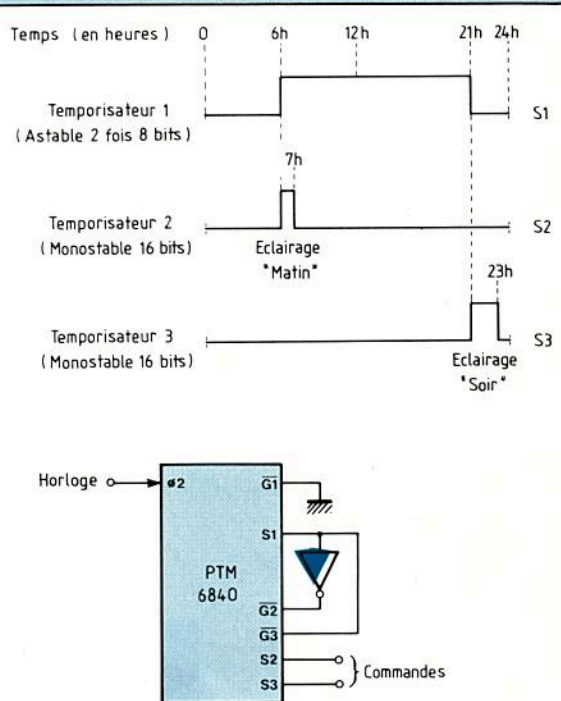 Temps (en heures) 0 6h 12h 21h 24h
Temporisateur 1 S1
(Astable 2 fois 8 bits)
7h
Temporisateur 2 S2
(Monostable 16 bits) Eclairage
"Matin"
23h
Temporisateur 3 S3
(Monostable 16 bits) Eclairage
"Soir"
Horloge ø2 G1
S1
PTM
6840
G2
G3
S2
Commandes
S3